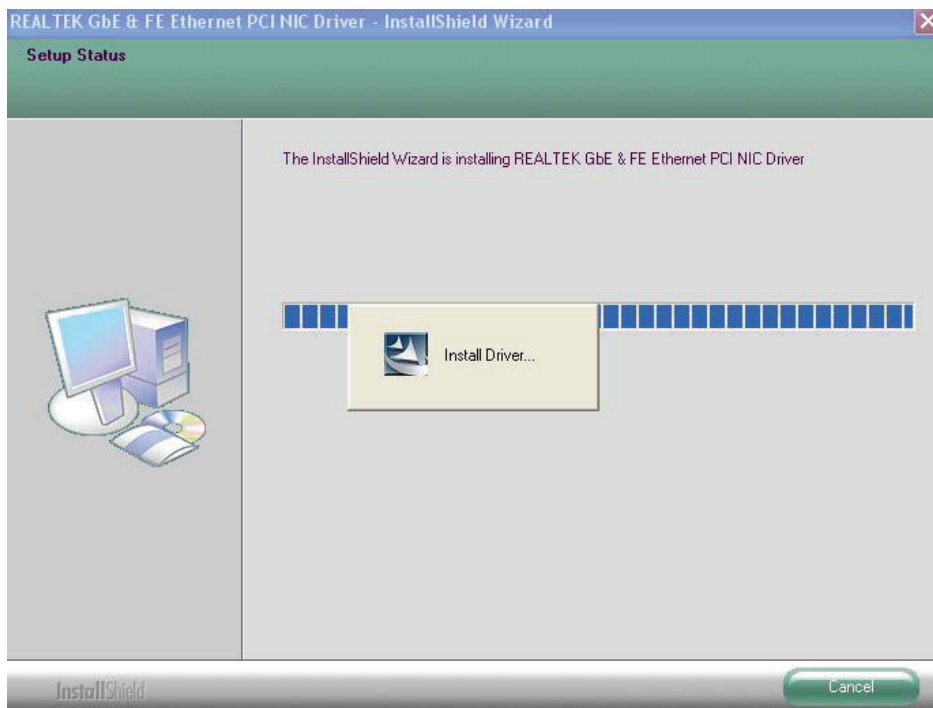 REALTEK GbE & FE Ethernet PCI NIC Driver - InstallShield Wizard
Setup Status
The InstallShield Wizard is installing REALTEK GbE & FE Ethernet PCI NIC Driver
Install Driver...
InstallShield
Cancel